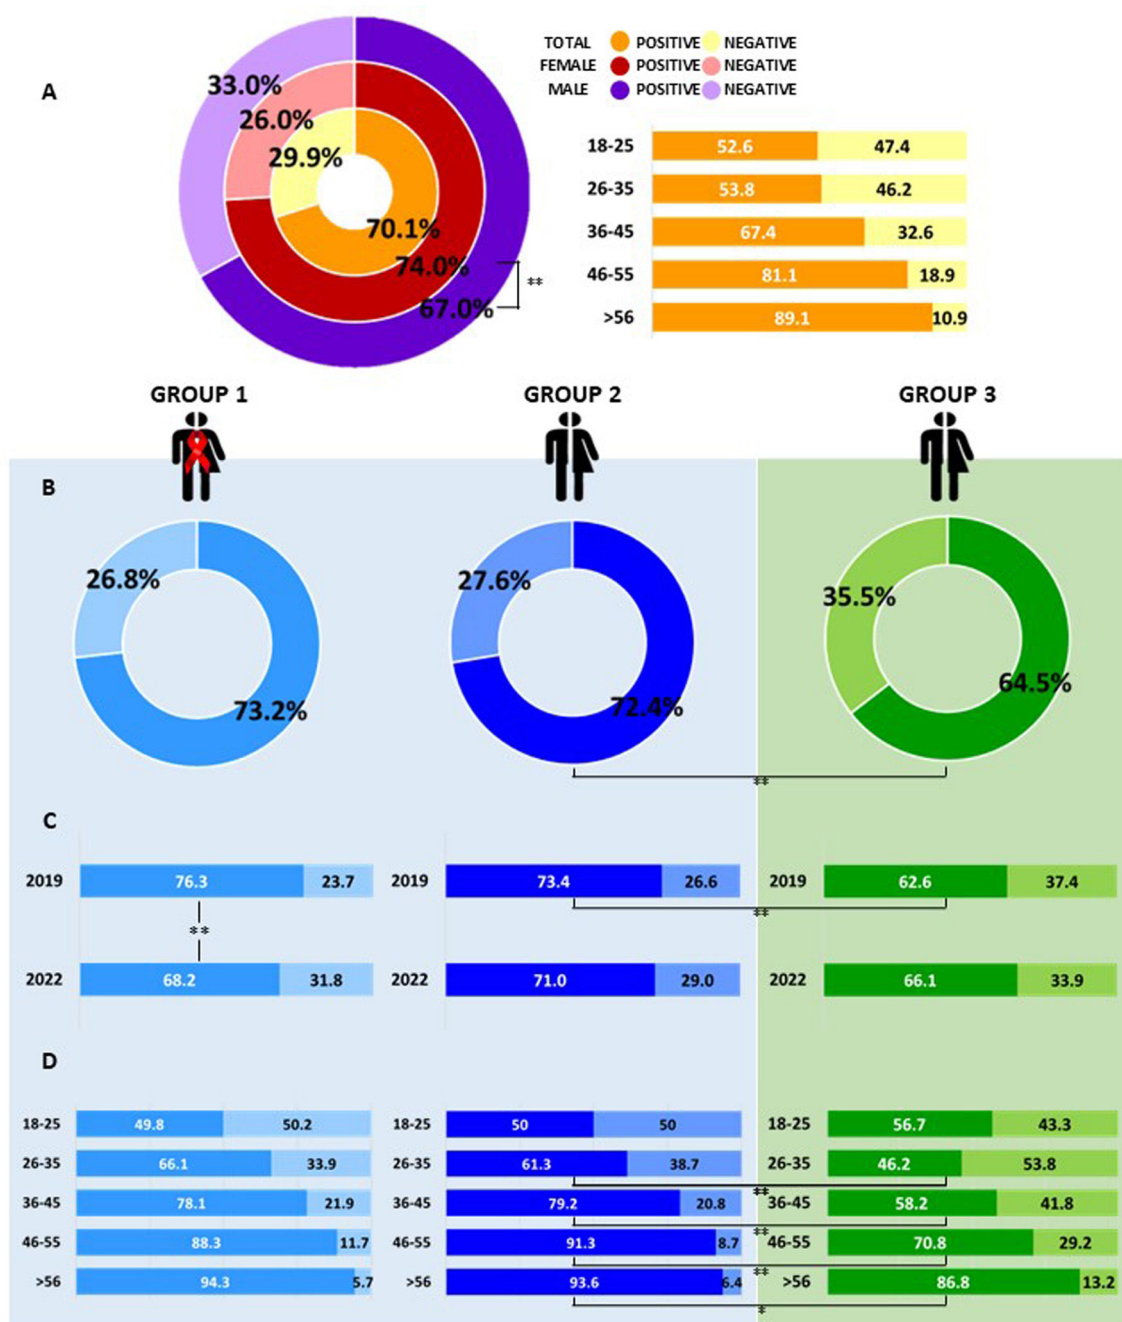 TOTAL POSITIVE NEGATIVE
FEMALE POSITIVE NEGATIVE
MALE POSITIVE NEGATIVE
A
33.0%
26.0%
29.9%
70.1%
74.0%
67.0%
**
18-25 52.6 47.4
26-35 53.8 46.2
36-45 67.4 32.6
46-55 81.1 18.9
>56 89.1 10.9
GROUP 1 GROUP 2 GROUP 3
B
26.8% 27.6% 35.5%
73.2% 72.4% 64.5%
**
C
2019 76.3 23.7 2019 73.4 26.6 2019 62.6 37.4
**
**
2022 68.2 31.8 2022 71.0 29.0 2022 66.1 33.9
D
18-25 49.8 50.2 18-25 50 50 18-25 56.7 43.3
26-35 66.1 33.9 26-35 61.3 38.7 26-35 46.2 53.8
**
36-45 78.1 21.9 36-45 79.2 20.8 36-45 58.2 41.8
**
46-55 88.3 11.7 46-55 91.3 8.7 46-55 70.8 29.2
**
>56 94.3 5.7 >56 93.6 6.4 >56 86.8 13.2
*